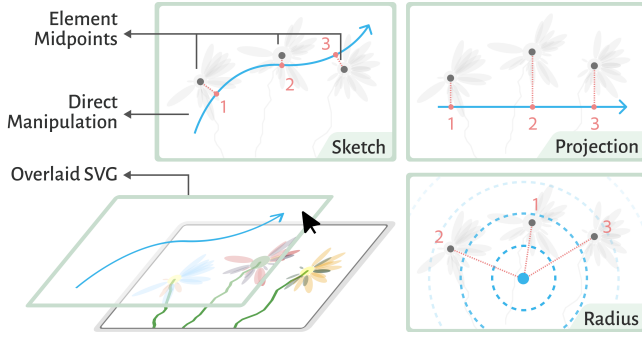 Element
Midpoints
3
1
2
Direct
Manipulation
Sketch
1
2
3
Projection
Overlaid SVG
1
2
3
Radius